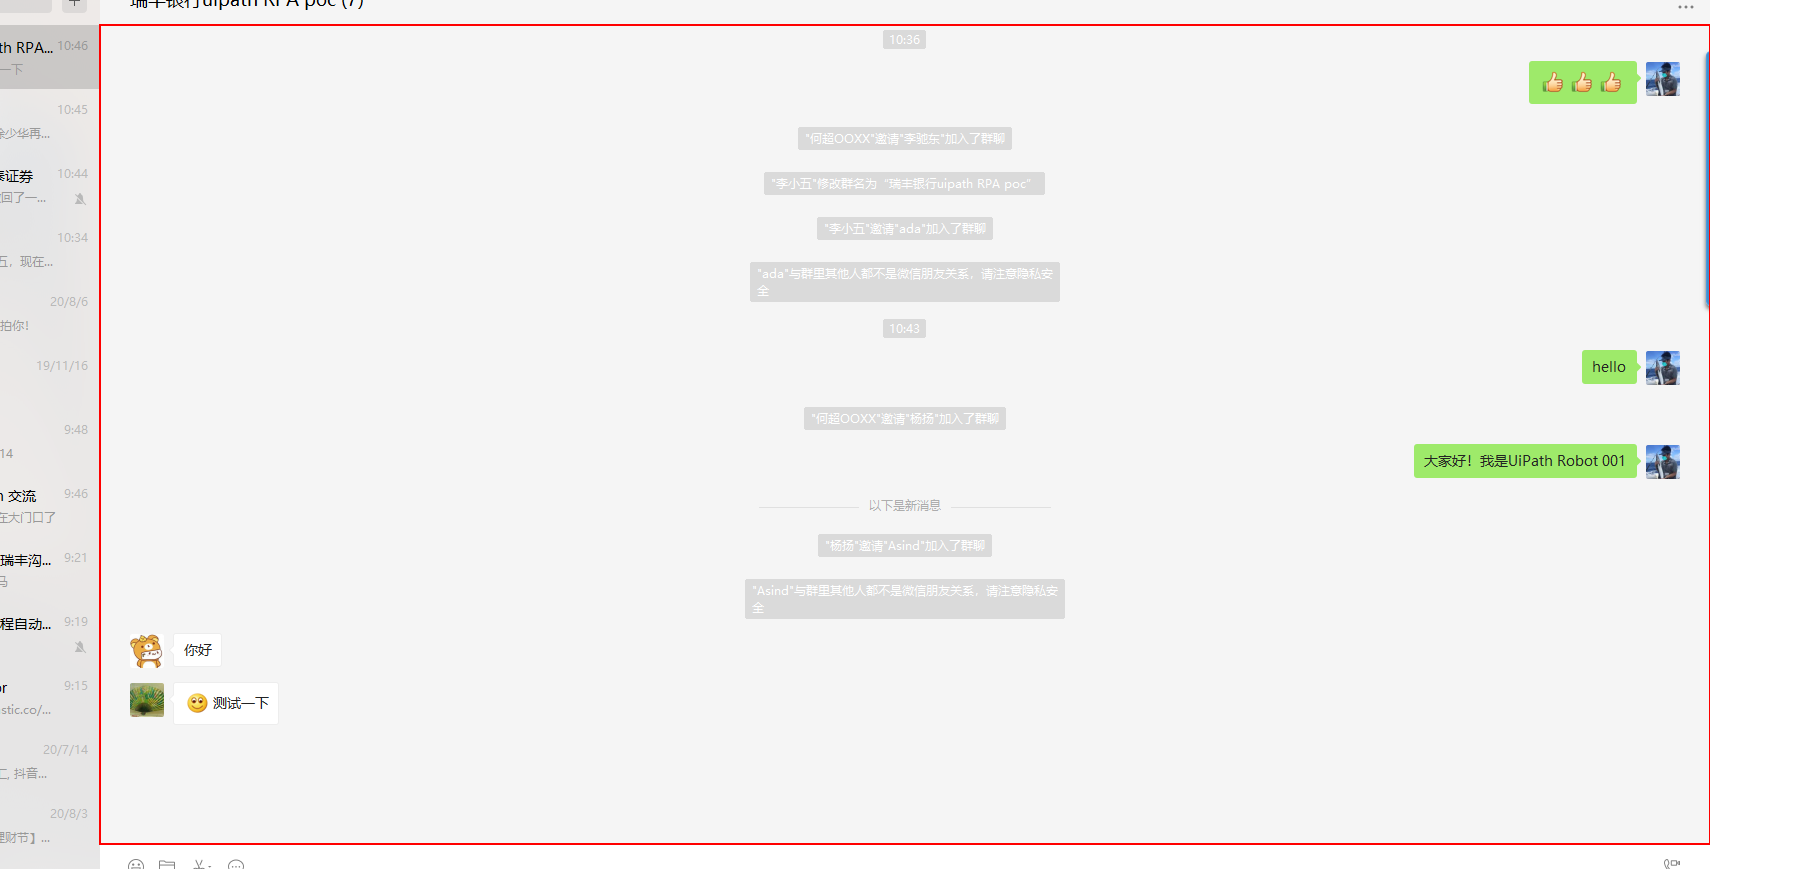 瑞丰银行uipath RPA poc (7)
th RPA... 10:46
一下
10:45
徐少华再...
泰证券 10:44
回了一...
10:34
五，现在...
20/8/6
拍你!
19/11/16
9:48
14
n 交流 9:46
在大门口了
瑞丰沟... 9:21
马
程自动... 9:19
or 9:15
stic.co/...
20/7/14
汇, 抖音...
20/8/3
理财节】...
10:36
"何超OOXX"邀请"李驰东"加入了群聊
"李小五"修改群名为“瑞丰银行uipath RPA poc”
"李小五"邀请"ada"加入了群聊
"ada"与群里其他人都不是微信朋友关系，请注意隐私安
全
10:43
hello
"何超OOXX"邀请"杨扬"加入了群聊
大家好！我是UiPath Robot 001
以下是新消息
"杨扬"邀请"Asind"加入了群聊
"Asind"与群里其他人都不是微信朋友关系，请注意隐私安
全
你好
测试一下